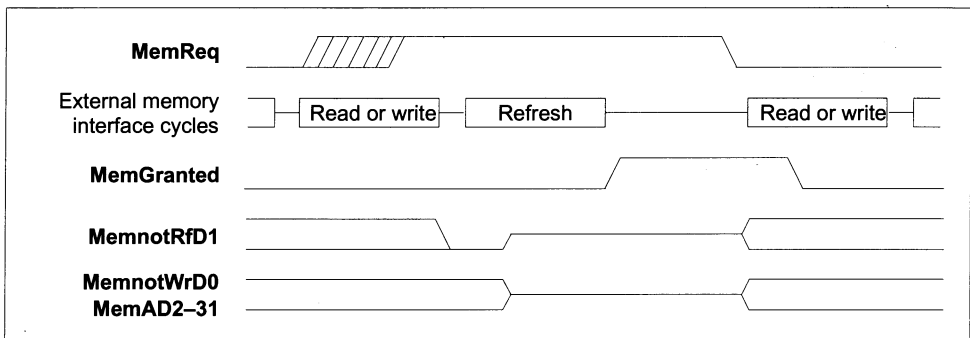 MemReq
External memory
interface cycles
Read or write
Refresh
Read or write
MemGranted
MemnotRfD1
MemnotWrD0
MemAD2–31